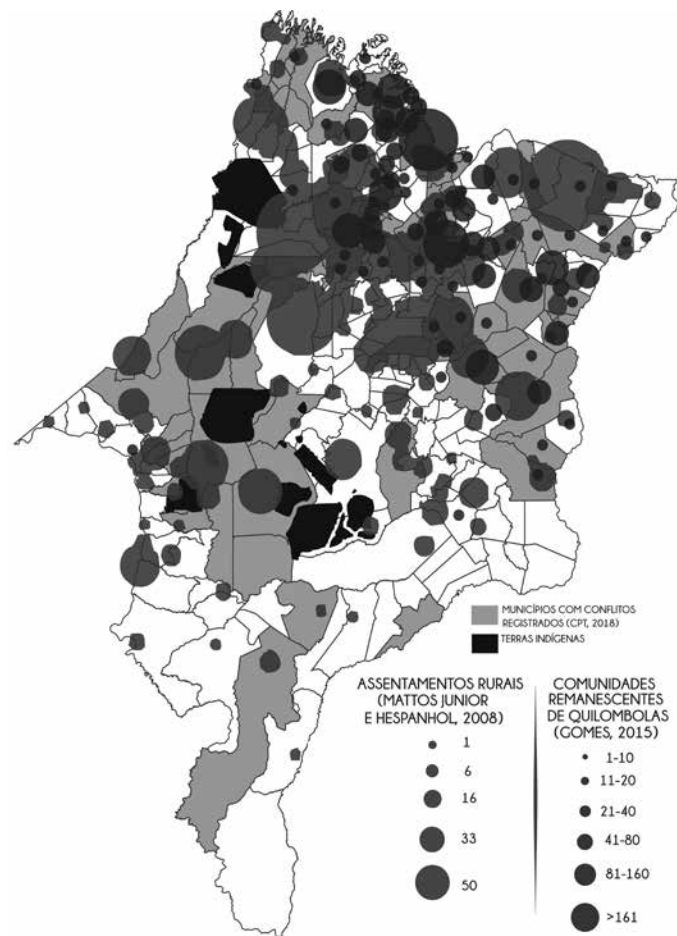 MUNICÍPIOS COM CONFLITOS
REGISTRADOS (CPT, 2018)
TERRAS INDÍGENAS
ASSENTAMENTOS RURAIS
(MATTOS JUNIOR
E HESPANHOL, 2008)
1
6
16
33
50
COMUNIDADES
REMANESCENTES
DE QUILOMBOLAS
(GOMES, 2015)
1-10
11-20
21-40
41-80
81-160
>161